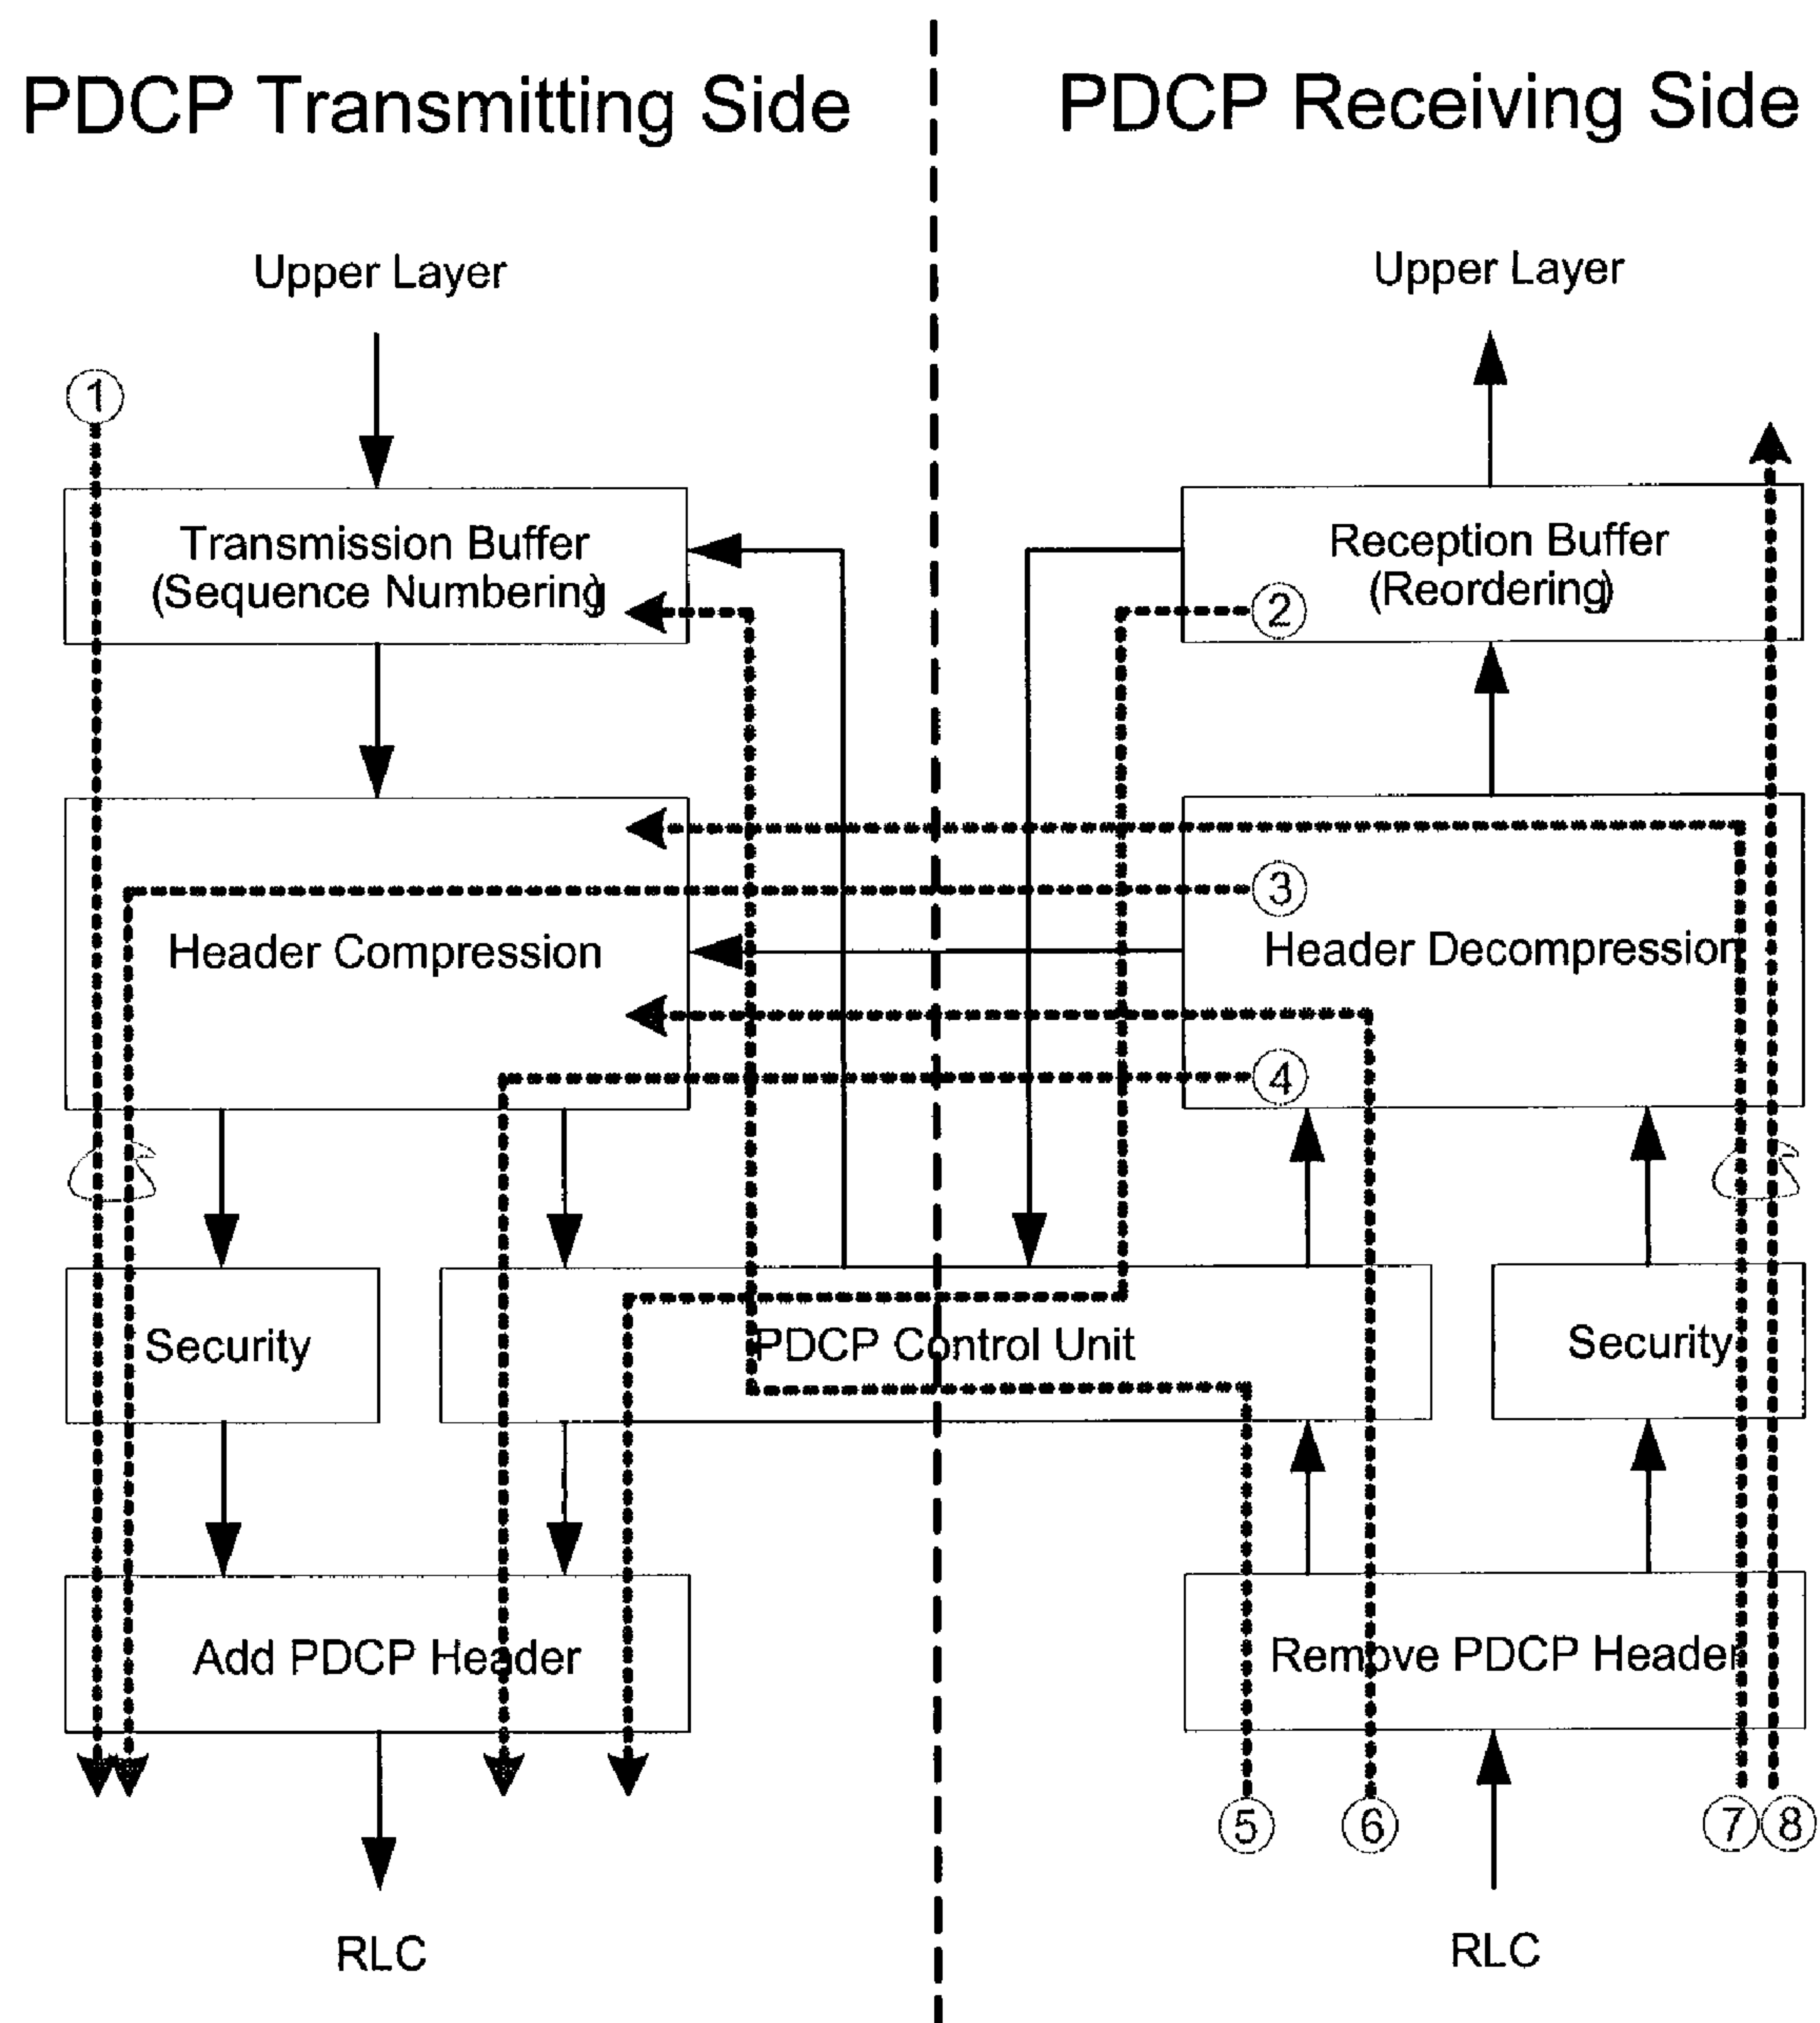 PDCP Transmitting Side
PDCP Receiving Side
Upper Layer
Upper Layer
1
Transmission Buffer
(Sequence Numbering)
Reception Buffer
(Reordering)
2
3
Header Compression
Header Decompression
4
Security
PDCP Control Unit
Security
Add PDCP Header
Remove PDCP Header
5
6
7
8
RLC
RLC